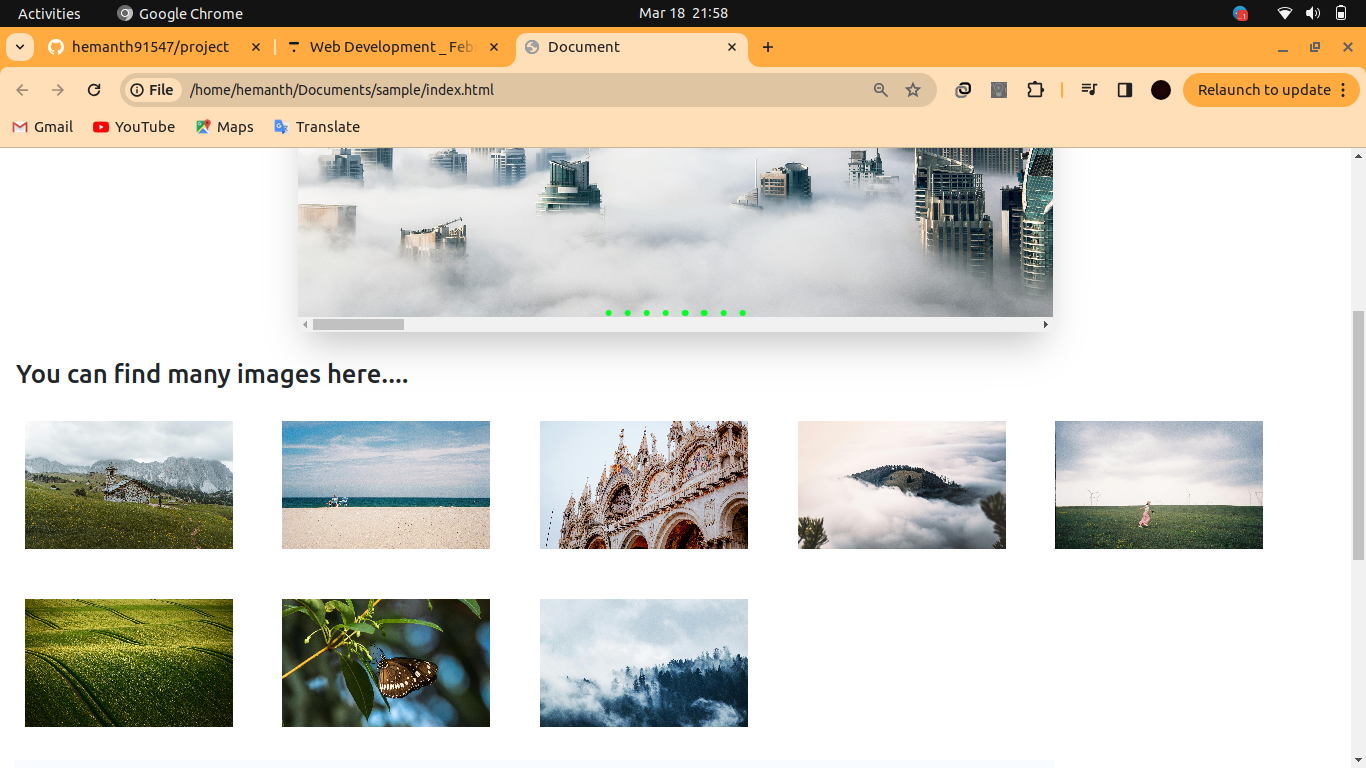 Activities Google Chrome Mar 18 21:58
hemanth91547/project Web Development _ Feb Document
File /home/hemanth/Documents/sample/index.html Relaunch to update
Gmail YouTube Maps Translate
You can find many images here....